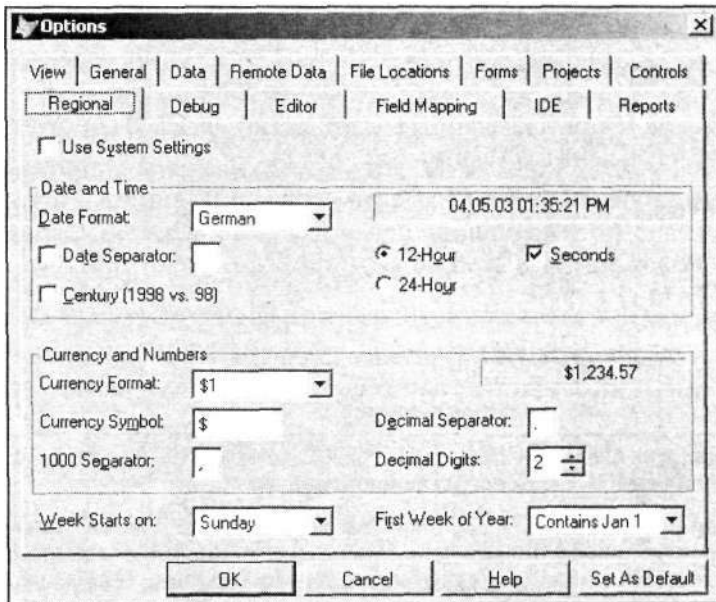 Options
View General Data Remote Data File Locations Forms Projects Controls
Regional Debug Editor Field Mapping IDE Reports
Use System Settings
Date and Time
Date Format: German 04.05.03 01:35:21 PM
Date Separator: 12-Hour Seconds
Century (1998 vs. 98) 24-Hour
Currency and Numbers
Currency Format: $1 $1,234.57
Currency Symbol: $ Decimal Separator: .
1000 Separator: , Decimal Digits: 2
Week Starts on: Sunday First Week of Year: Contains Jan 1
OK Cancel Help Set As Default